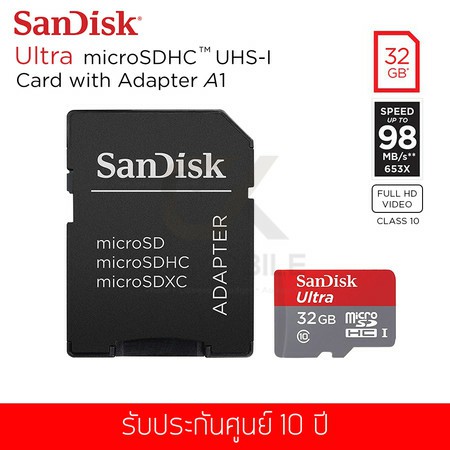 SanDisk
Ultra microSDHC™ UHS-I
Card with Adapter A1
32
GB*
SPEED
UP TO
98
MB/s**
653X
FULL HD
VIDEO
CLASS 10
SanDisk
microSD
microSDHC
microSDXC
ADAPTER
SanDisk
Ultra
32GB micro SD HC I
10
รับประกันศูนย์ 10 ปี